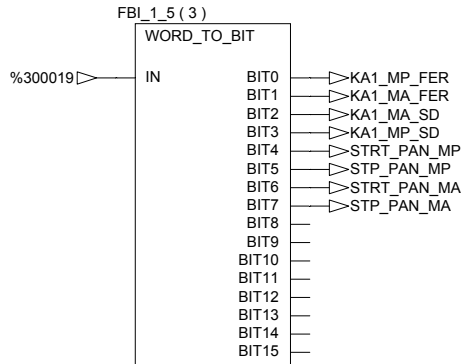 FBI_1_5 ( 3 )
WORD_TO_BIT
%300019 IN BIT0 KA1_MP_FER
BIT1 KA1_MA_FER
BIT2 KA1_MA_SD
BIT3 KA1_MP_SD
BIT4 STRT_PAN_MP
BIT5 STP_PAN_MP
BIT6 STRT_PAN_MA
BIT7 STP_PAN_MA
BIT8
BIT9
BIT10
BIT11
BIT12
BIT13
BIT14
BIT15